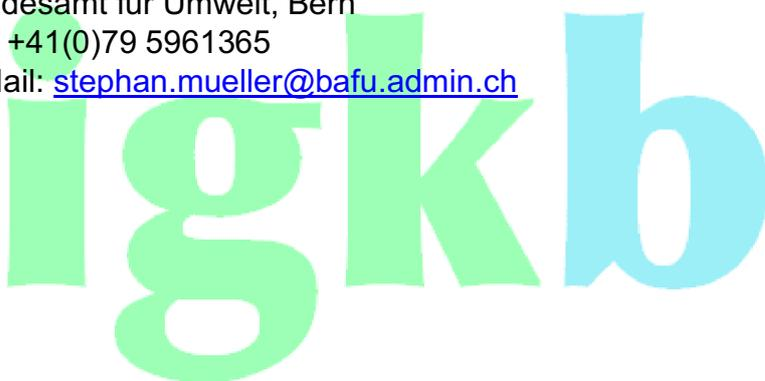 desamt für Umwelt, Bern
+41(0)79 5961365
ail: stephan.mueller@bafu.admin.ch
igkb